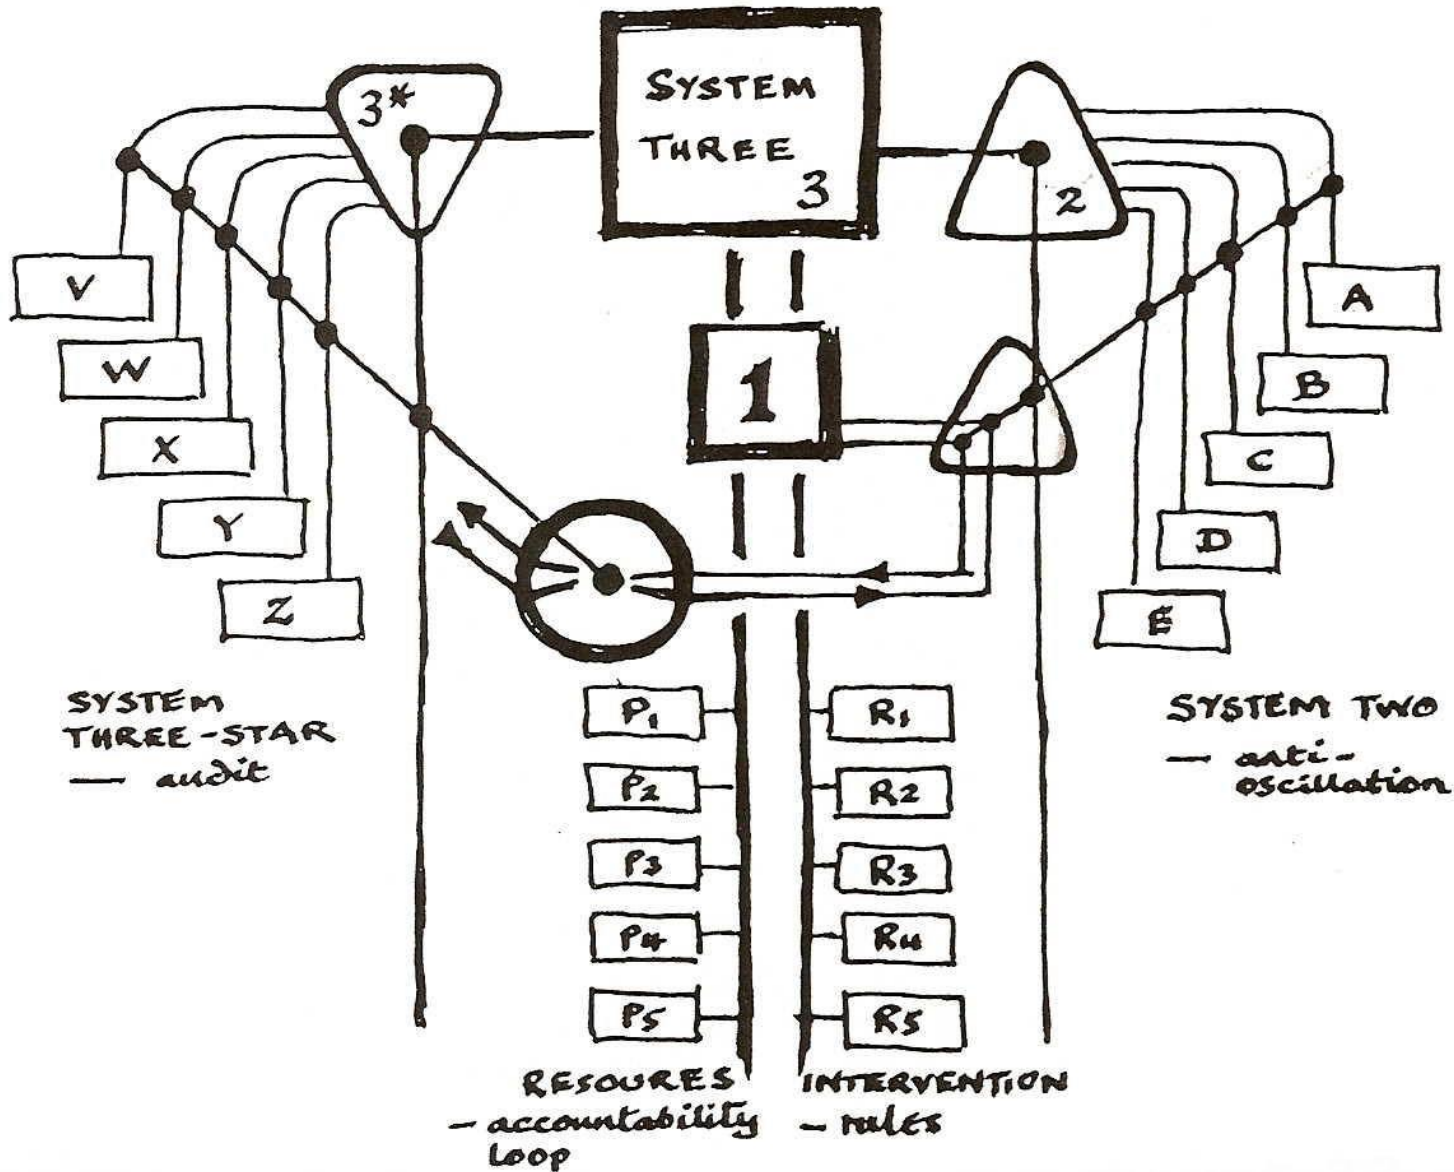 SYSTEM
THREE
3
3*
2
1
V
W
X
Y
Z
A
B
C
D
E
SYSTEM
THREE-STAR
— audit
SYSTEM TWO
— anti-
oscillation
P1
P2
P3
P4
P5
R1
R2
R3
R4
R5
RESOURES
— accountability
loop
INTERVENTION
— rules